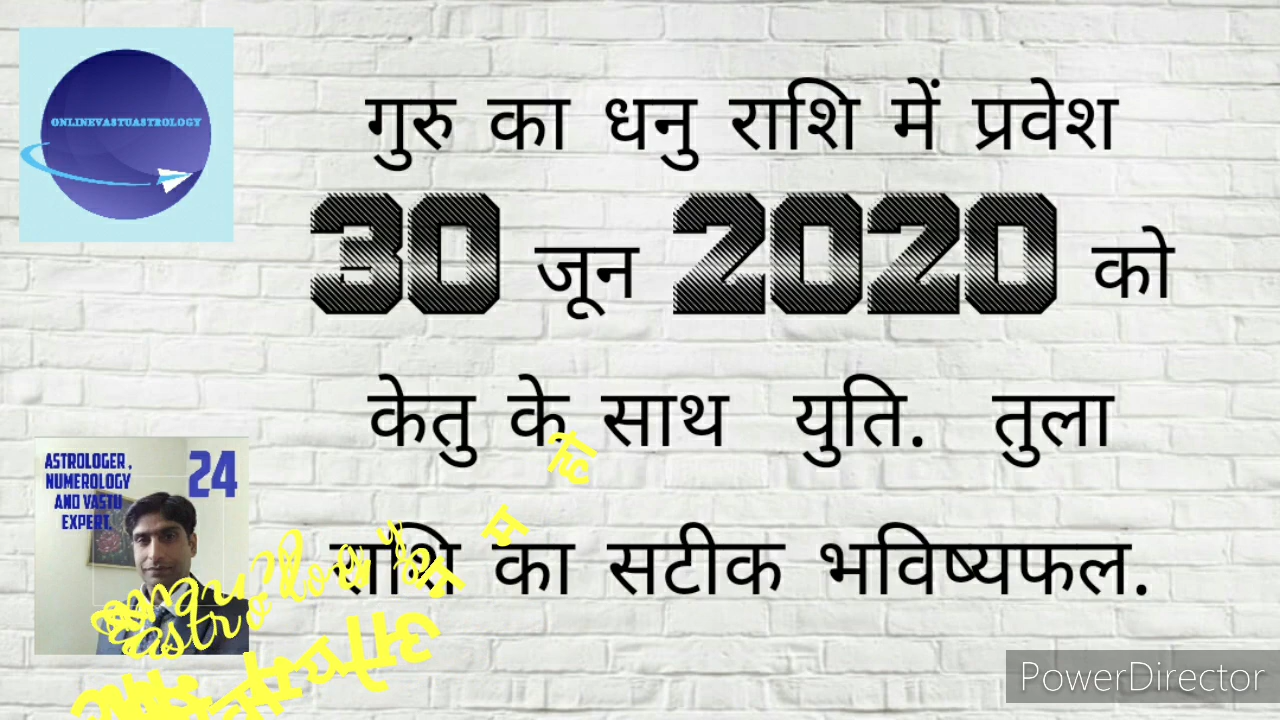 ONLINEVASTUASTROLOGY
गुरु का धनु राशि में प्रवेश
30 जून 2020 को
केतु के साथ युति. तुला
राशि का सटीक भविष्यफल.
ASTROLOGER,
NUMEROLOGY
AND VASTU
EXPERT,
24
PowerDirector